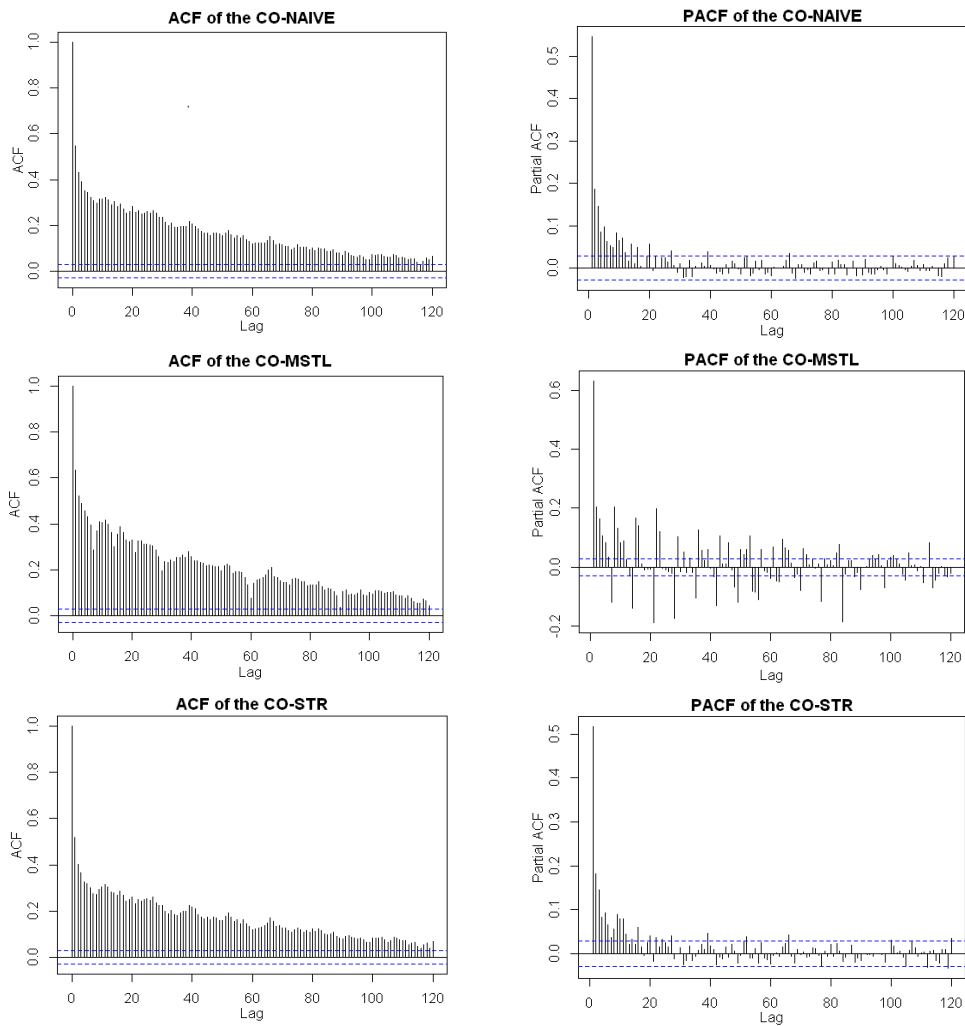 ACF of the CO-NAIVE
ACF
0.0 0.2 0.4 0.6 0.8 1.0
0 20 40 60 80 100 120
Lag
PACF of the CO-NAIVE
Partial ACF
0.0 0.1 0.2 0.3 0.4 0.5
0 20 40 60 80 100 120
Lag
ACF of the CO-MSTL
ACF
0.0 0.2 0.4 0.6 0.8 1.0
0 20 40 60 80 100 120
Lag
PACF of the CO-MSTL
Partial ACF
-0.2 0.0 0.2 0.4 0.6
0 20 40 60 80 100 120
Lag
ACF of the CO-STR
ACF
0.0 0.2 0.4 0.6 0.8 1.0
0 20 40 60 80 100 120
Lag
PACF of the CO-STR
Partial ACF
0.0 0.1 0.2 0.3 0.4 0.5
0 20 40 60 80 100 120
Lag